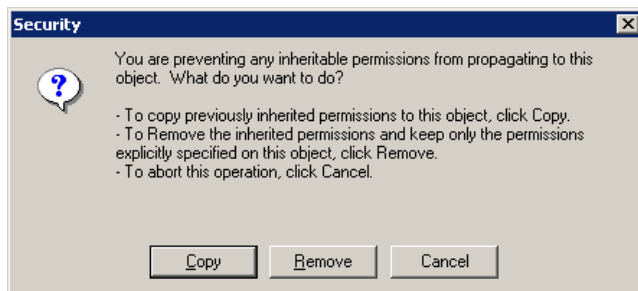 Security
You are preventing any inheritable permissions from propagating to this
object. What do you want to do?
- To copy previously inherited permissions to this object, click Copy.
- To Remove the inherited permissions and keep only the permissions
explicitly specified on this object, click Remove.
- To abort this operation, click Cancel.
Copy Remove Cancel